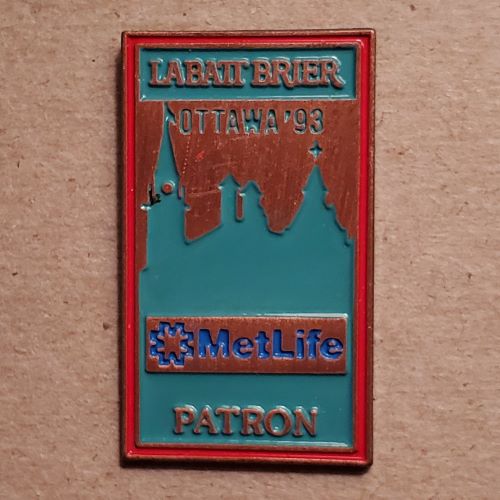 LABATT BRIER
OTTAWA '93
MetLife
PATRON